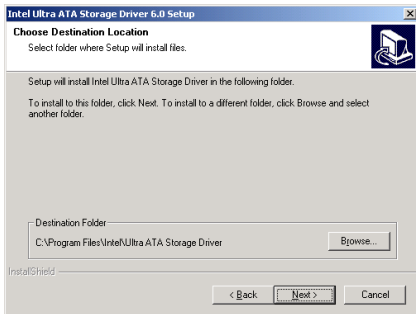 Intel Ultra ATA Storage Driver 6.0 Setup
Choose Destination Location
Select folder where Setup will install files.
Setup will install Intel Ultra ATA Storage Driver in the following folder.
To install to this folder, click Next. To install to a different folder, click Browse and select
another folder.
Destination Folder
C:\Program Files\Intel\Ultra ATA Storage Driver
Browse...
InstallShield
< Back
Next >
Cancel